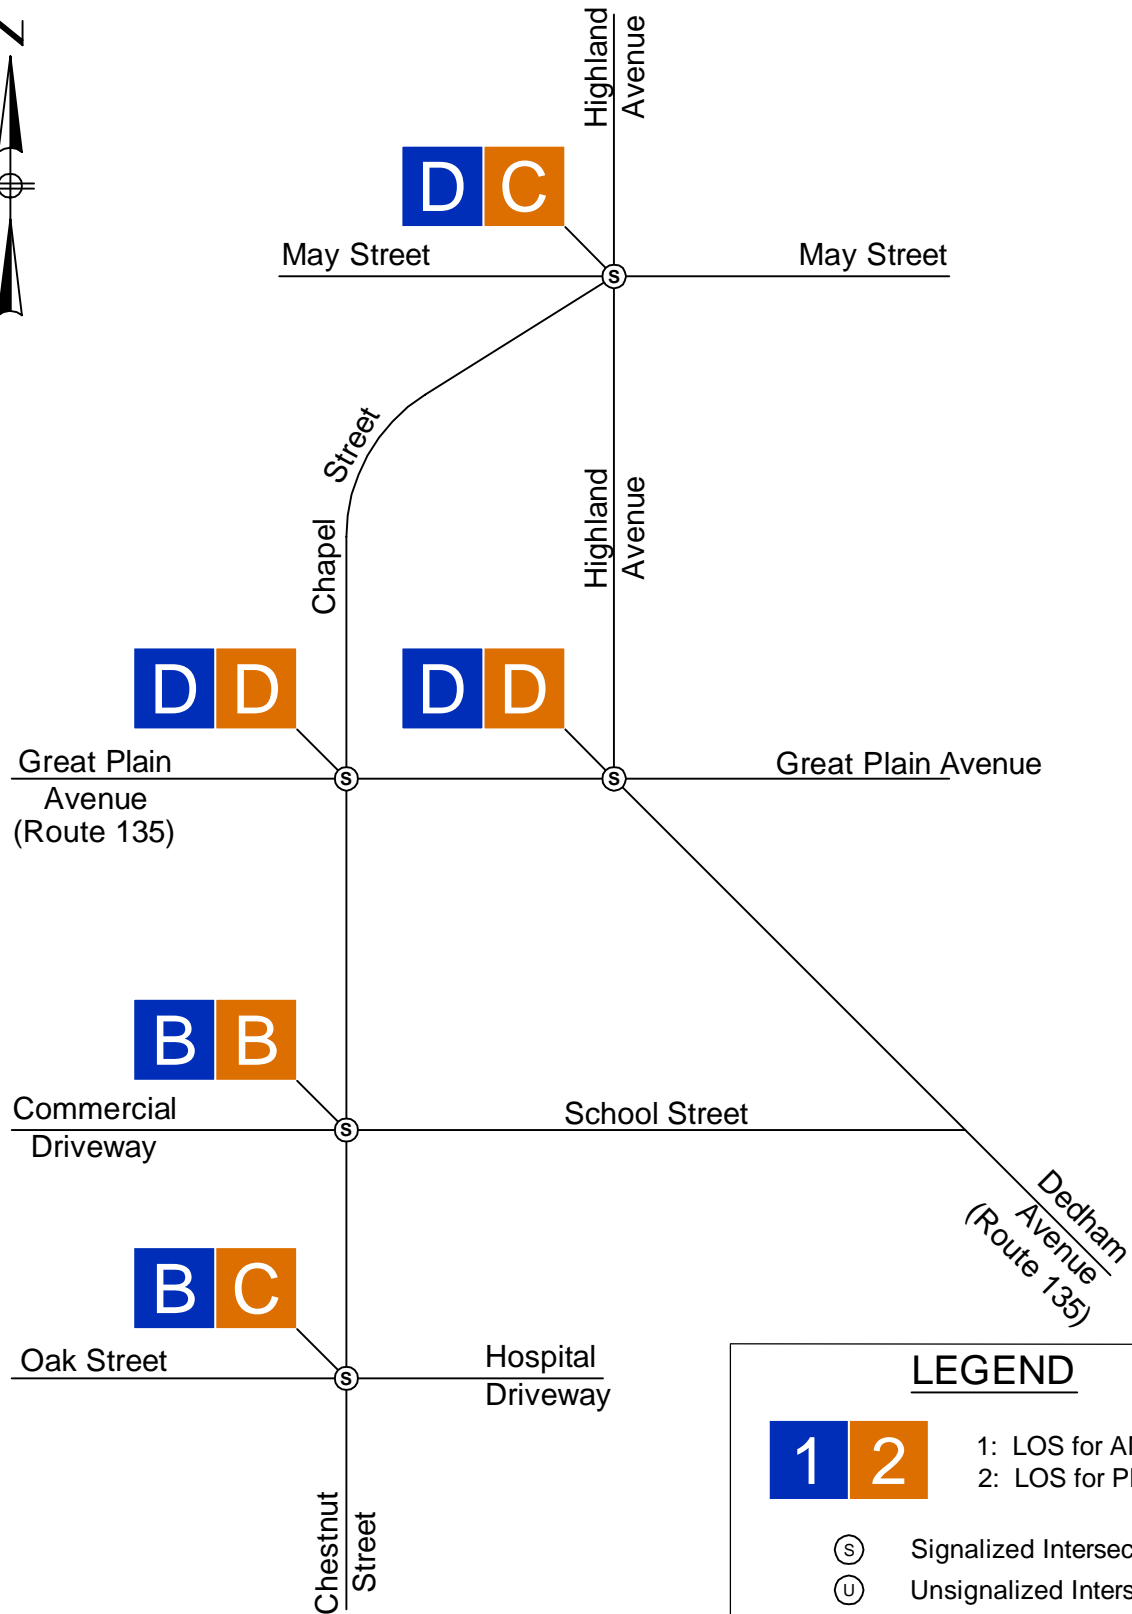 N
Highland
Avenue
D C
May Street
May Street
Chapel
Street
Highland
Avenue
D D
D D
Great Plain
Avenue
(Route 135)
Great Plain Avenue
S
S
S
B B
Commercial
Driveway
School Street
S
Dedham
Avenue
(Route 135)
B C
Oak Street
Hospital
Driveway
S
Chestnut
Street
LEGEND
1 2
1: LOS for
2: LOS for
S Signalized
U Unsignalized